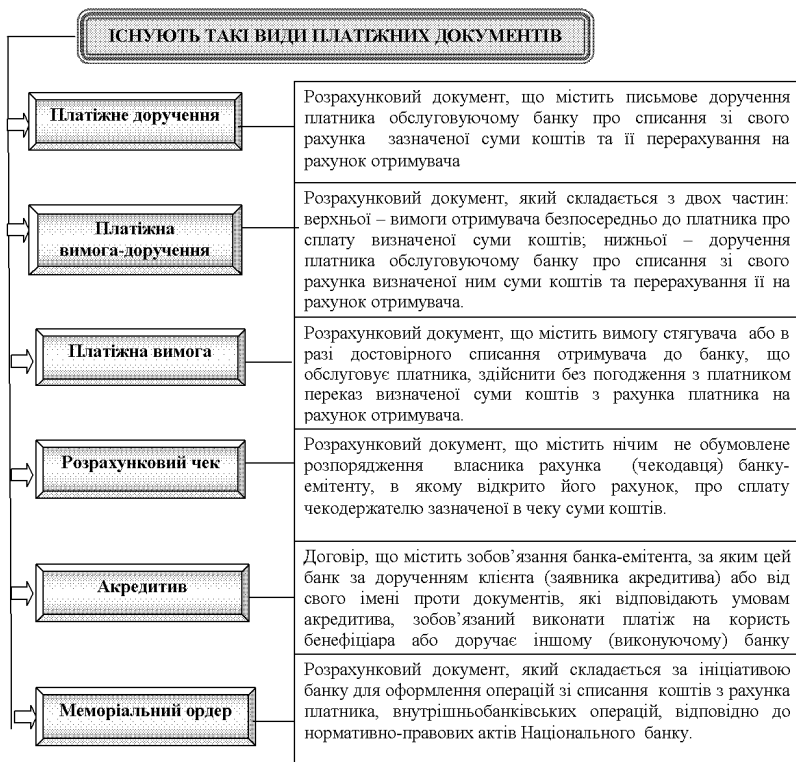 ІСНУЮТЬ ТАКІ ВИДИ ПЛАТІЖНИХ ДОКУМЕНТІВ
Платіжне доручення
Розрахунковий документ, що містить письмове доручення
платника обслуговуючому банку про списання зі свого
рахунка зазначеної суми коштів та її перерахування на
рахунок отримувача
Платіжна
вимога-доручення
Розрахунковий документ, який складається з двох частин:
верхньої – вимоги отримувача безпосередньо до платника про
сплату визначеної суми коштів; нижньої – доручення
платника обслуговуючому банку про списання зі свого
рахунка визначеної ним суми коштів та перерахування її на
рахунок отримувача.
Платіжна вимога
Розрахунковий документ, що містить вимогу стягувача або в
разі достовірного списання отримувача до банку, що
обслуговує платника, здійснити без погодження з платником
переказ визначеної суми коштів з рахунка платника на
рахунок отримувача.
Розрахунковий чек
Розрахунковий документ, що містить нічим не обумовлене
розпорядження власника рахунка (чекодавця) банку-
емітенту, в якому відкрито його рахунок, про сплату
чекодержателю зазначеної в чеку суми коштів.
Акредитив
Договір, що містить зобов’язання банка-емітента, за яким цей
банк за дорученням клієнта (заявника акредитива) або від
свого імені проти документів, які відповідають умовам
акредитива, зобов’язаний виконати платіж на користь
бенефіціара або доручає іншому (виконуючому) банку
Меморіальний ордер
Розрахунковий документ, який складається за ініціативою
банку для оформлення операцій зі списання коштів з рахунка
платника, внутрішньобанківських операцій, відповідно до
нормативно-правових актів Національного банку.